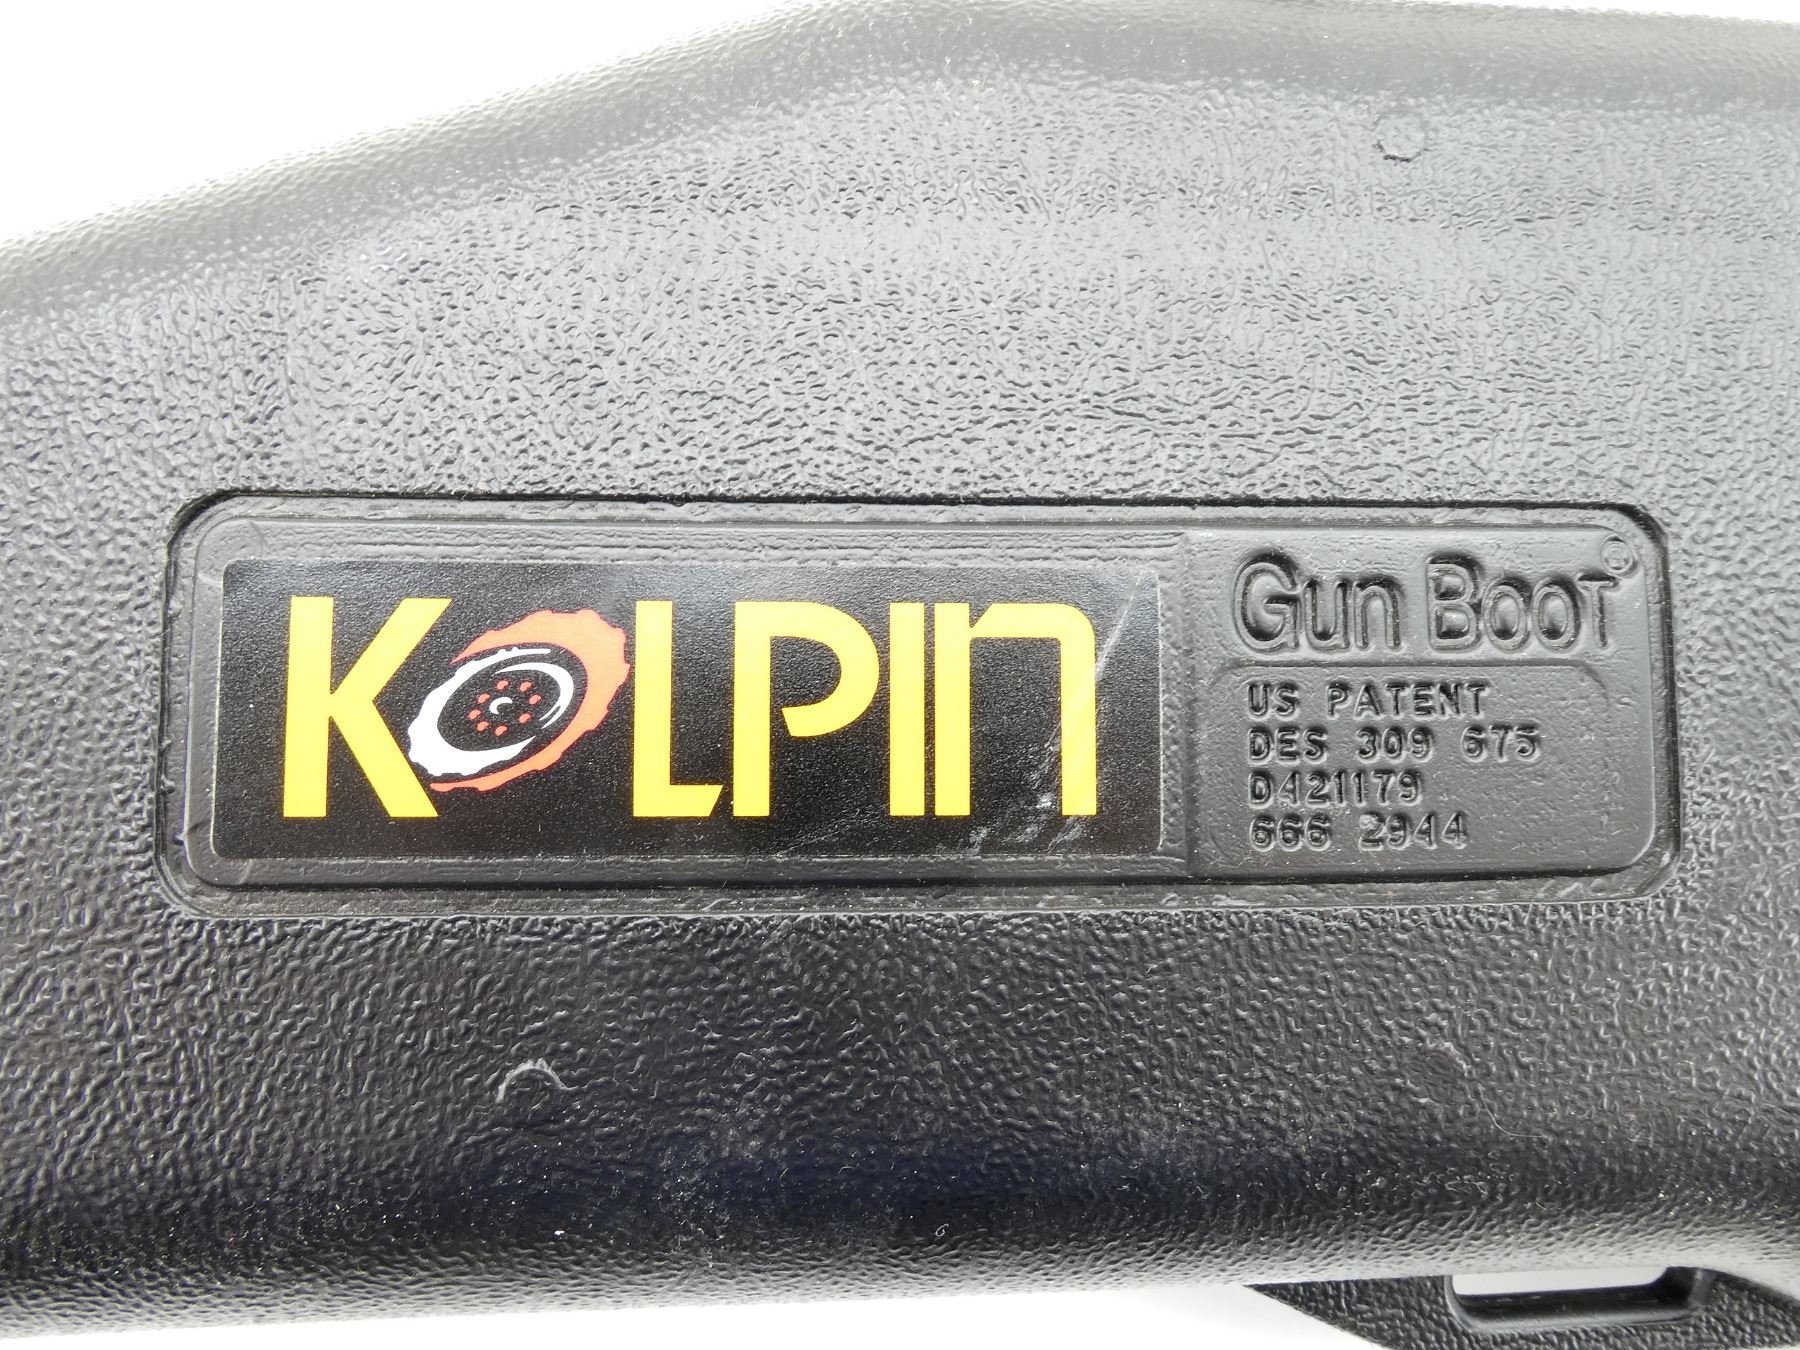 KOLPIN
Gun Boot©
US PATENT
DES 309 675
D421179
666 2944